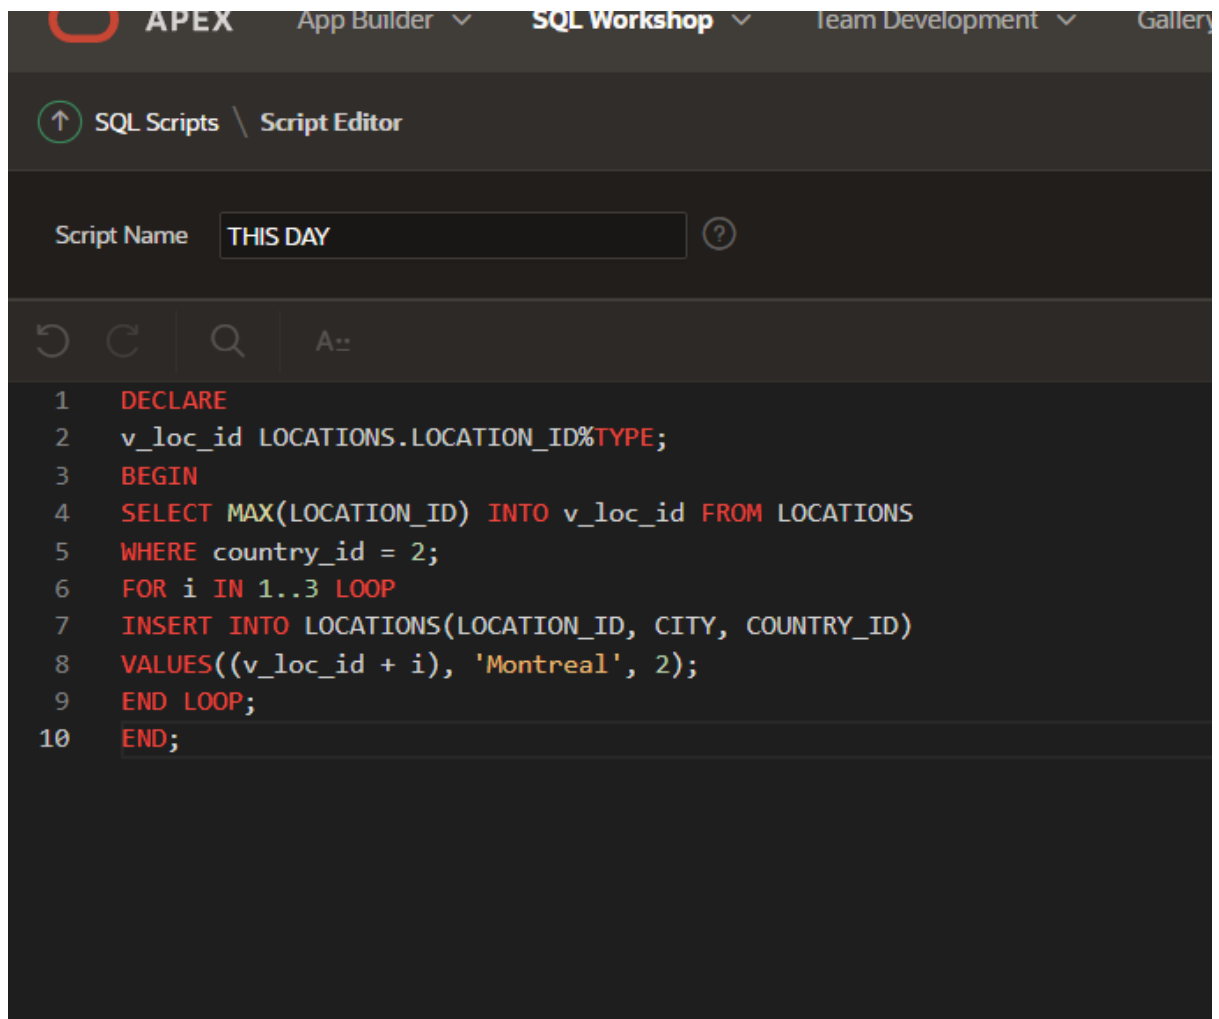 APEX App Builder SQL Workshop Team Development Gallery
SQL Scripts \ Script Editor
Script Name THIS DAY ?
A::
1 DECLARE
2 v_loc_id LOCATIONS.LOCATION_ID%TYPE;
3 BEGIN
4 SELECT MAX(LOCATION_ID) INTO v_loc_id FROM LOCATIONS
5 WHERE country_id = 2;
6 FOR i IN 1..3 LOOP
7 INSERT INTO LOCATIONS(LOCATION_ID, CITY, COUNTRY_ID)
8 VALUES((v_loc_id + i), 'Montreal', 2);
9 END LOOP;
10 END;